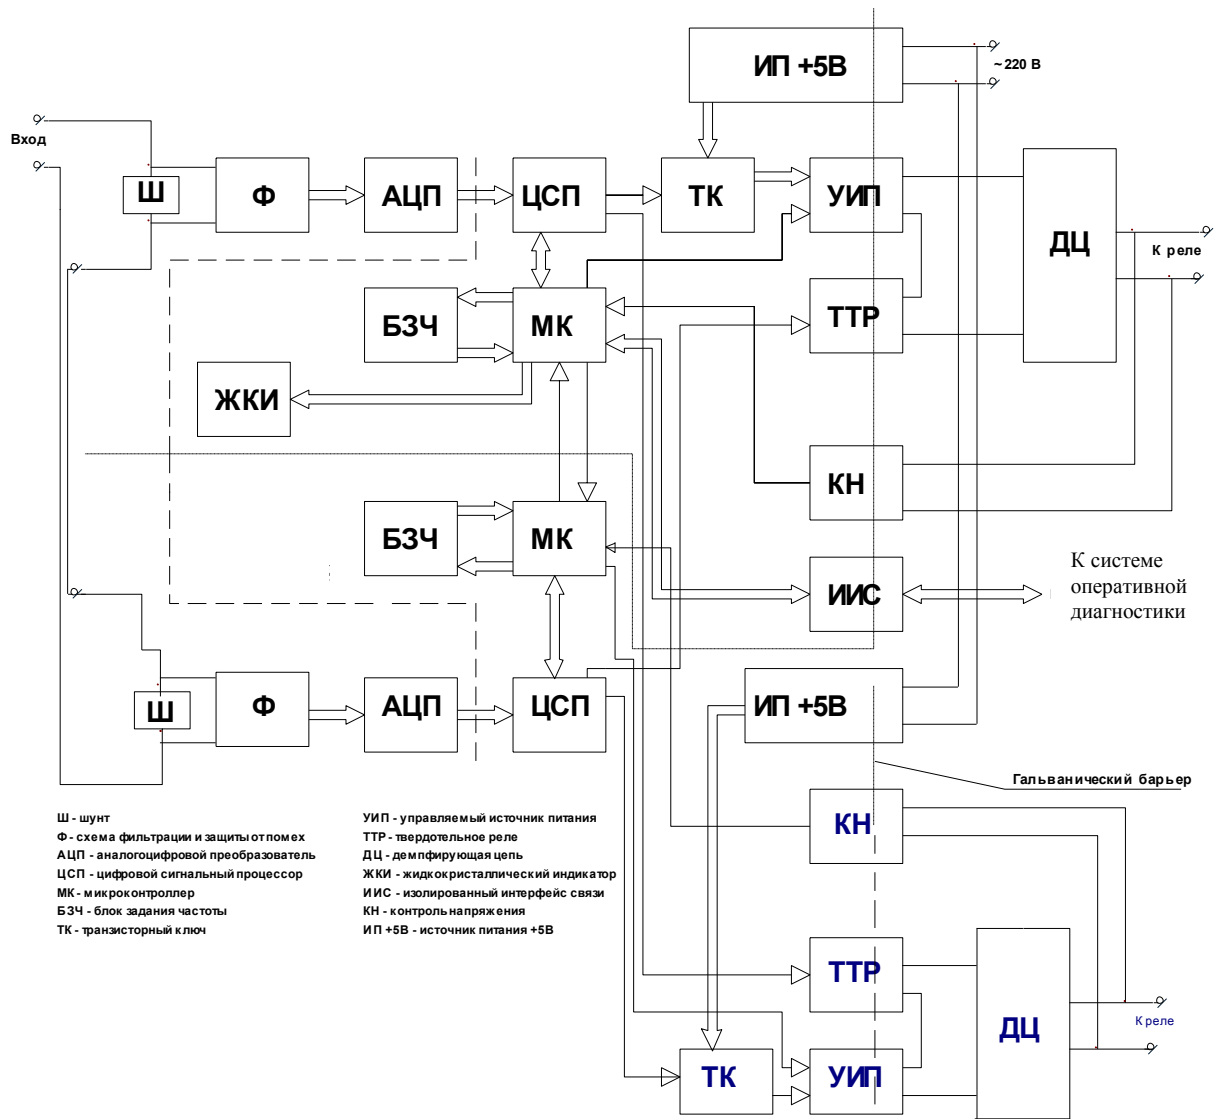 ИП +5В
~220 В
Вход
Ш
Ф
АЦП
ЦСП
ТК
УИП
ДЦ
К реле
БЗЧ
МК
ТТР
ЖКИ
КН
БЗЧ
МК
ИИС
К системе
оперативной
диагностики
Ш
Ф
АЦП
ЦСП
ИП +5В
Гальванический барьер
КН
Ш - шунт
Ф - схема фильтрации и защиты от помех
АЦП - аналогоцифровой преобразователь
ЦСП - цифровой сигнальный процессор
МК - микроконтроллер
БЗЧ - блок задания частоты
ТК - транзисторный ключ
УИП - управляемый источник питания
ТТР - твердотельное реле
ДЦ - демпфирующая цепь
ЖКИ - жидкокристаллический индикатор
ИИС - изолированный интерфейс связи
КН - контроль напряжения
ИП +5В - источник питания +5В
ТТР
ДЦ
К реле
ТК
УИП